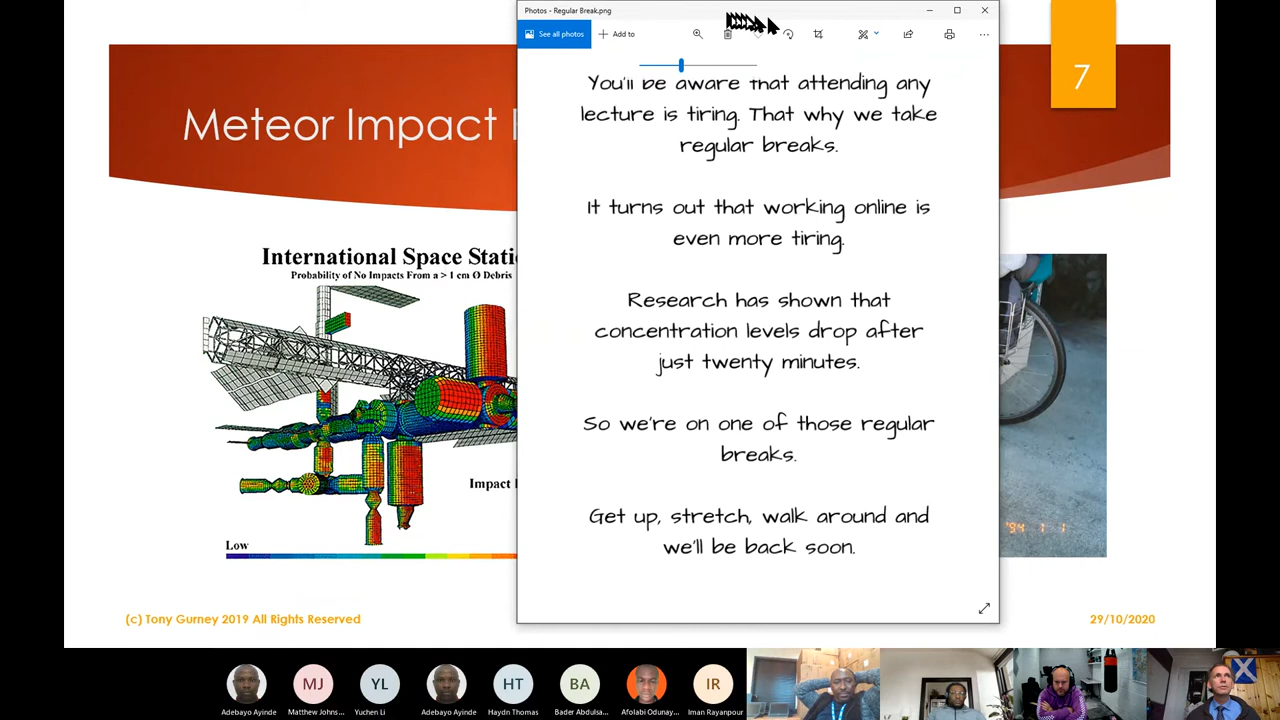 Photos - Regular Break.png
See all photos
Add to
7
Meteor Impact
You'll be aware that attending any
lecture is tiring. That why we take
regular breaks.
It turns out that working online is
even more tiring.
Research has shown that
concentration levels drop after
just twenty minutes.
So we're on one of those regular
breaks.
Get up, stretch, walk around and
we'll be back soon.
International Space Stati
Probability of No Impacts From a > 1 cm Ø Debris
Impact
Low
'94 1 1
(c) Tony Gurney 2019 All Rights Reserved
29/10/2020
MJ
YL
HT
BA
IR
Adebayo Ayinde
Matthew Johns...
Yuchen Li
Adebayo Ayinde
Haydn Thomas
Bader Abdulsa...
Afolabi Odunay...
Iman Rayanpour